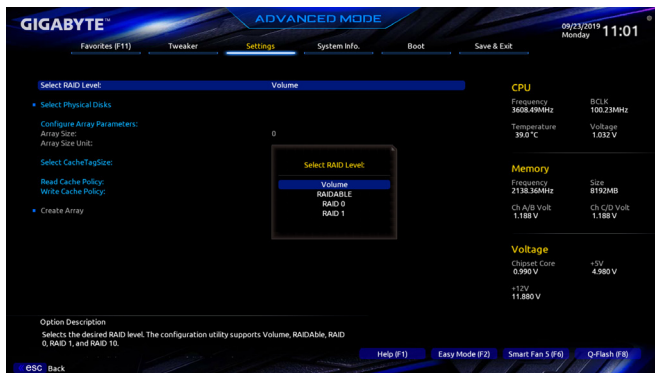 GIGABYTE™
ADVANCED MODE
09/23/2019 Monday 11:01
Favorites (F11) Tweaker Settings System Info. Boot Save & Exit
Select RAID Level: Volume
Select Physical Disks
Configure Array Parameters:
Array Size: 0
Array Size Unit:
Select CacheTagSize:
Read Cache Policy:
Write Cache Policy:
Create Array
Select RAID Level:
Volume
RAIDABLE
RAID 0
RAID 1
CPU
Frequency BCLK
3608.49MHz 100.23MHz
Temperature Voltage
39.0 °C 1.032 V
Memory
Frequency Size
2138.36MHz 8192MB
Ch A/B Volt Ch C/D Volt
1.188 V 1.188 V
Voltage
Chipset Core +5V
0.990 V 4.980 V
+12V
11.880 V
Option Description
Selects the desired RAID level. The configuration utility supports Volume, RAIDAble, RAID
0, RAID 1, and RAID 10.
Help (F1) Easy Mode (F2) Smart Fan 5 (F6) Q-Flash (F8)
esc Back